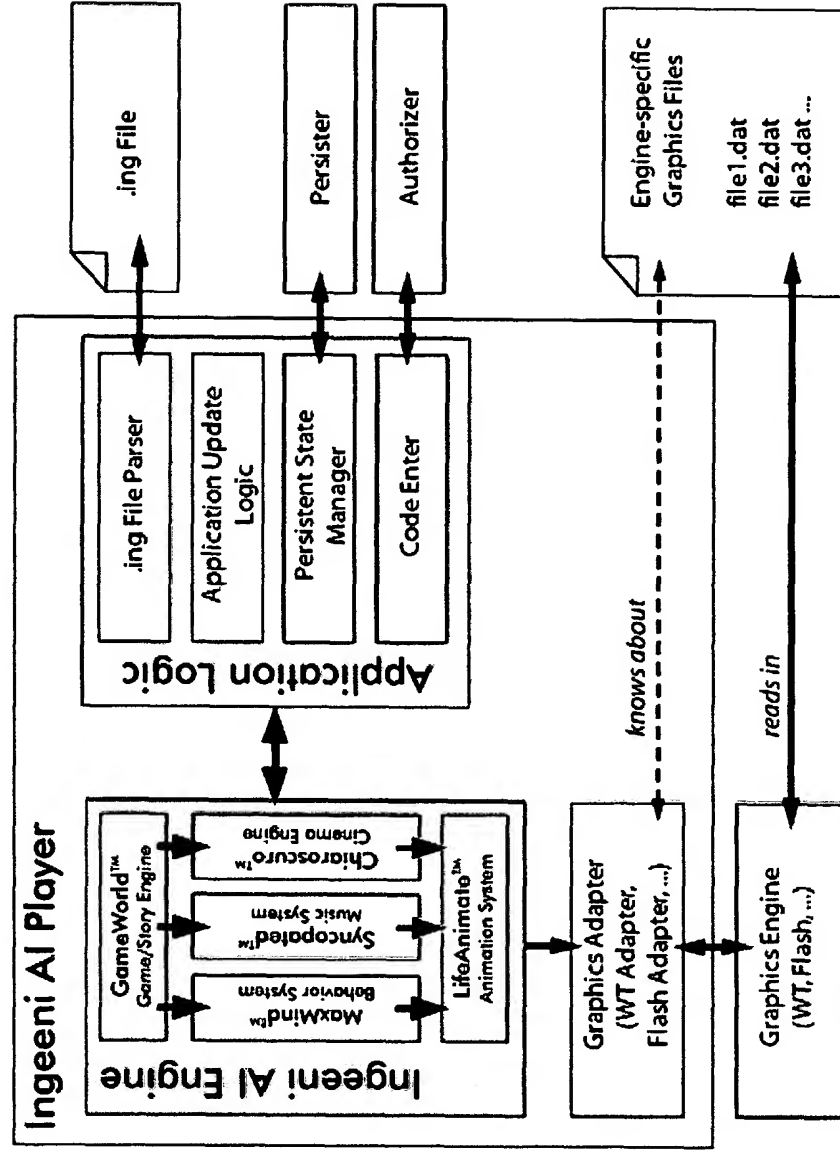 Ingeeni AI Player
Ingeeni AI Engine
GameWorld™
Game/Story Engine
MaxMind™
Behavior System
Syncopated™
Music System
Chiaroscuro™
Cinema Engine
LifeAnimate™
Animation System
Application Logic
.ing File Parser
Application Update
Logic
Persistent State
Manager
Code Enter
.ing File
Persister
Authorizer
Graphics Adapter
(WT Adapter,
Flash Adapter, ...)
knows about
Graphics Engine
(WT, Flash, ...)
reads in
Engine-specific
Graphics Files
file1.dat
file2.dat
file3.dat ...